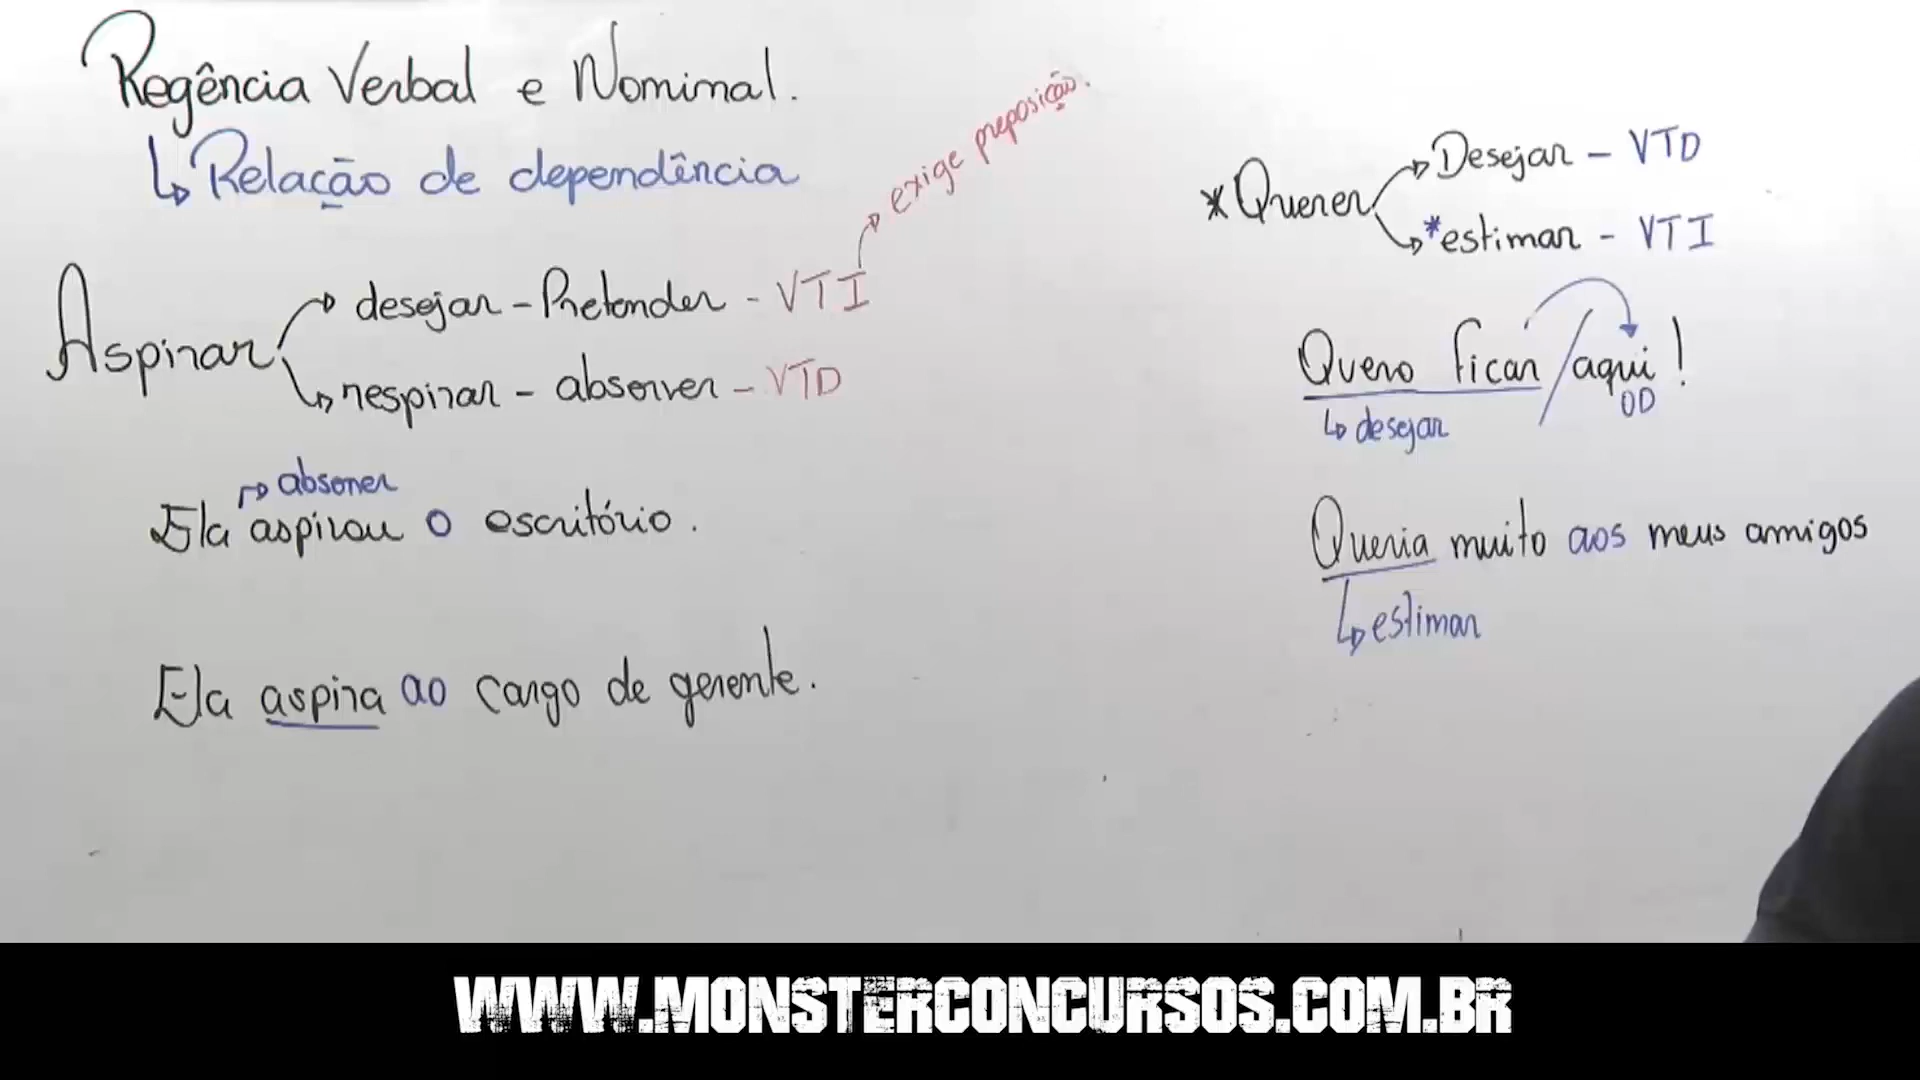 Regência Verbal e Nominal.
↳ Relação de dependência
exige preposição.
Aspirar
desejar - Pretender - VTI
respirar - absorver - VTD
absorver
Ela aspirou o escritório.
Ela aspira ao cargo de gerente.
* Querer
Desejar - VTD
*estimar - VTI
Quero ficar / aqui!
OD
↳ desejar
Queria muito aos meus amigos
↳ estimar
WWW.MONSTERCONCURSOS.COM.BR